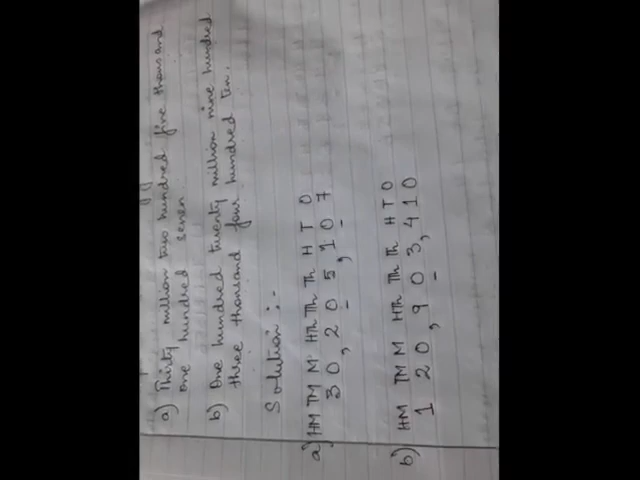 a) Thirty million two hundred five thousand
one hundred seven
b) One hundred twenty million nine hundred
three thousand four hundred ten.
Solution :-
a) HM TM M HTh TTh Th H T O
3 0, 2 0 5, 1 0 7
b) HM TM M HTh TTh Th H T O
1 2 0, 9 0 3, 4 1 0